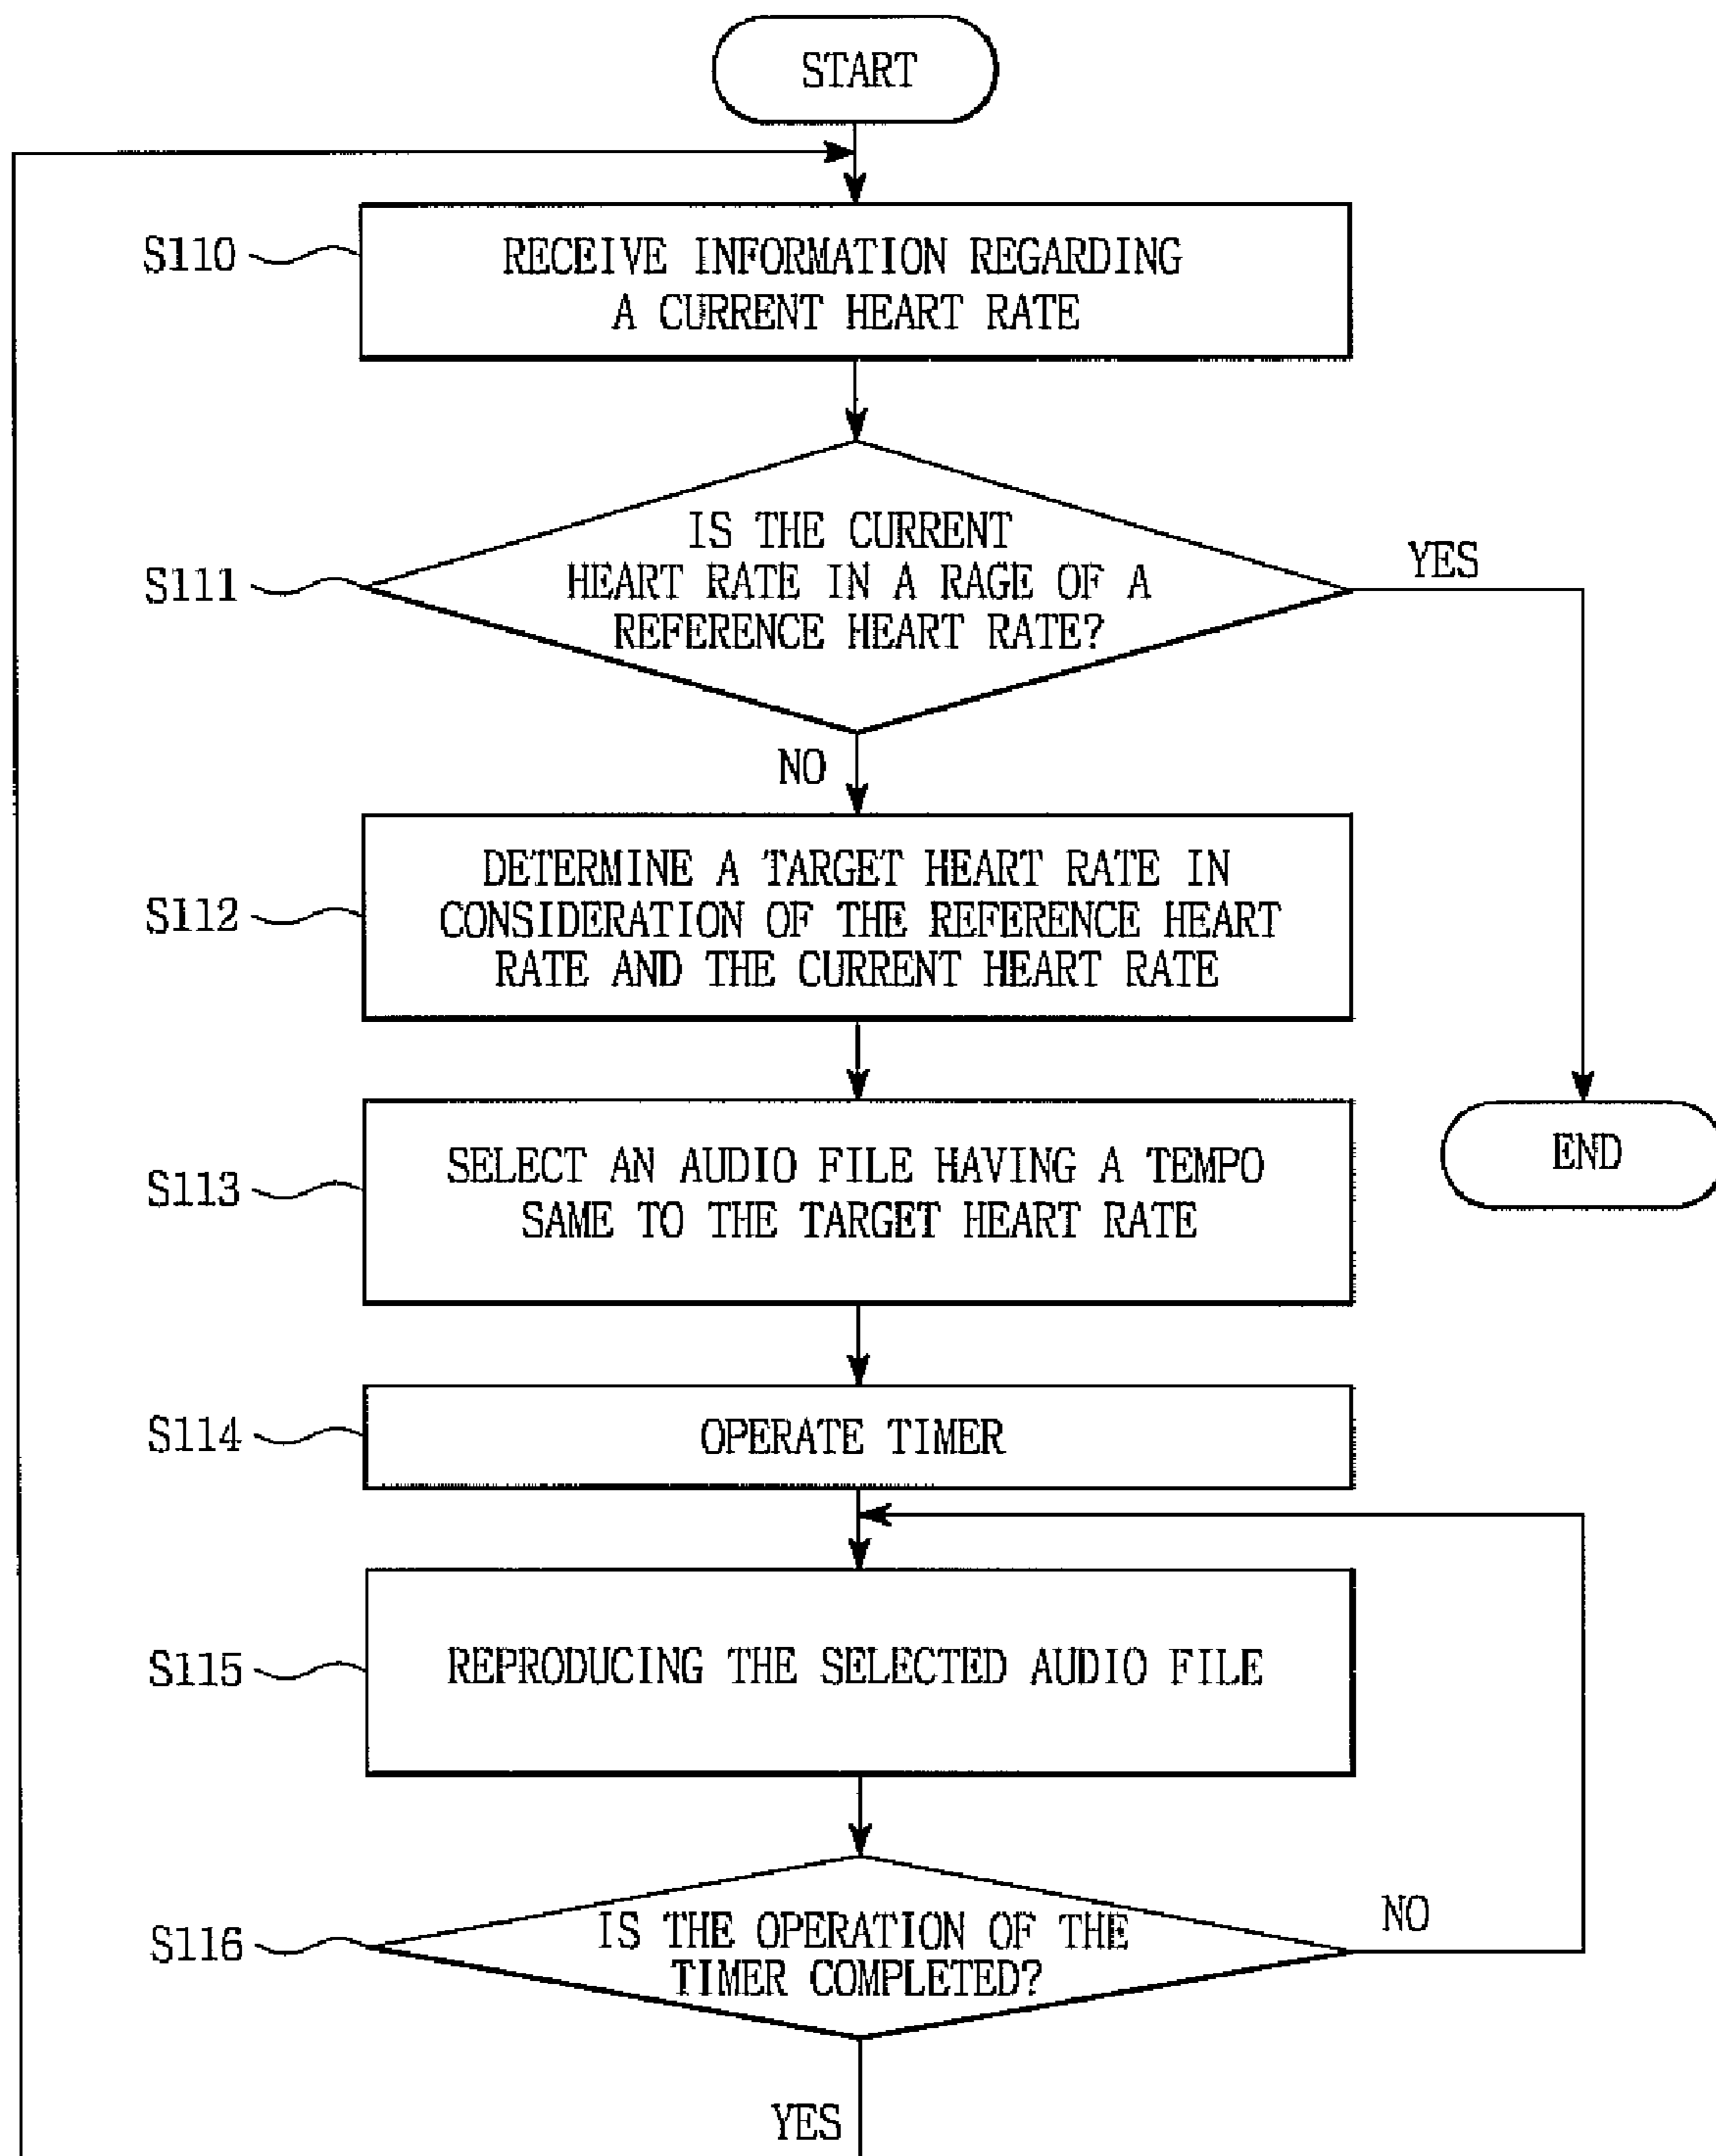 START
S110
RECEIVE INFORMATION REGARDING
A CURRENT HEART RATE
S111
IS THE CURRENT
HEART RATE IN A RAGE OF A
REFERENCE HEART RATE?
YES
NO
S112
DETERMINE A TARGET HEART RATE IN
CONSIDERATION OF THE REFERENCE HEART
RATE AND THE CURRENT HEART RATE
S113
SELECT AN AUDIO FILE HAVING A TEMPO
SAME TO THE TARGET HEART RATE
END
S114
OPERATE TIMER
S115
REPRODUCING THE SELECTED AUDIO FILE
S116
IS THE OPERATION OF THE
TIMER COMPLETED?
NO
YES